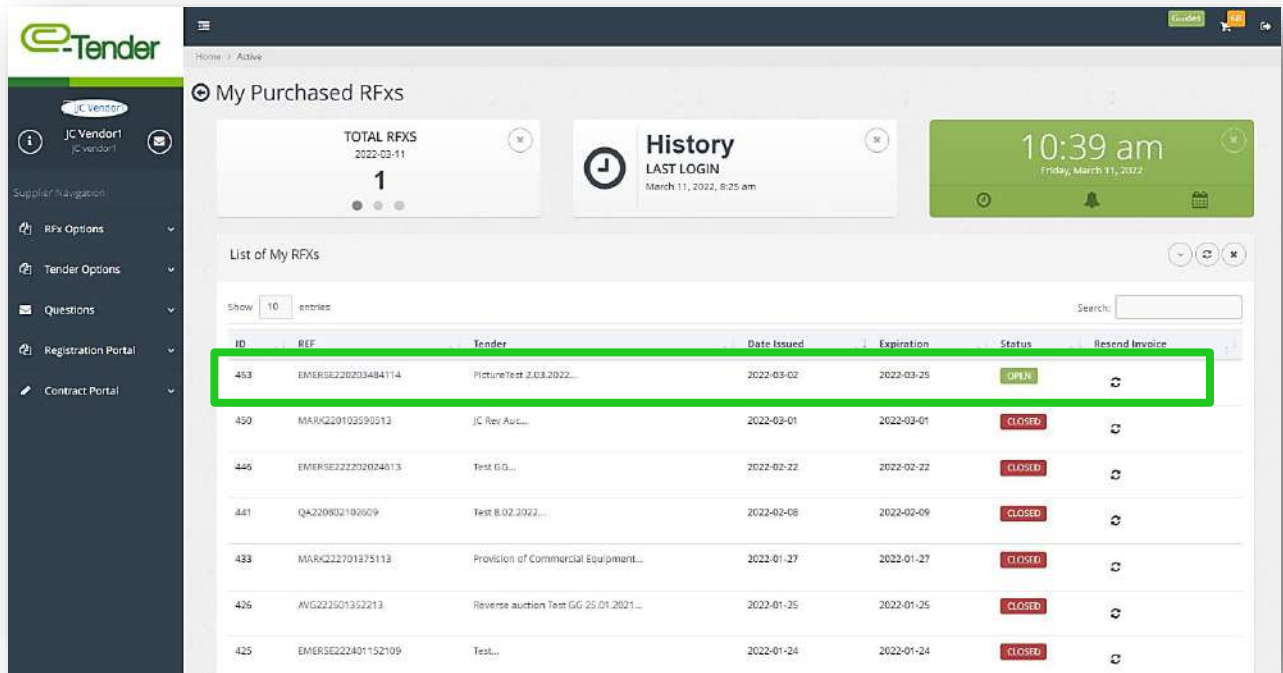 e-Tender
Guides
68
Home > Active
JC Vendor1
JC Vendor1
JC vendor1
My Purchased RFxs
TOTAL RFXS
2022-03-11
1
History
LAST LOGIN
March 11, 2022, 8:25 am
10:39 am
Friday, March 11, 2022
Supplier Navigation
RFx Options
Tender Options
Questions
Registration Portal
Contract Portal
List of My RFXs
Show 10 entries
Search:
ID REF Tender Date Issued Expiration Status Resend Invoice
453 EMERSE220203484114 PictureTest 2.03.2022... 2022-03-02 2022-03-25 OPEN
450 MARK220103590513 JC Rev Auc... 2022-03-01 2022-03-01 CLOSED
446 EMERSE222202024613 Test GG... 2022-02-22 2022-02-22 CLOSED
441 QA220802102609 Test 8.02.2022... 2022-02-08 2022-02-09 CLOSED
433 MARK222701375113 Provision of Commercial Equipment... 2022-01-27 2022-01-27 CLOSED
426 AVG222501352213 Reverse auction Test GG 25.01.2021... 2022-01-25 2022-01-25 CLOSED
425 EMERSE222401152109 Test... 2022-01-24 2022-01-24 CLOSED